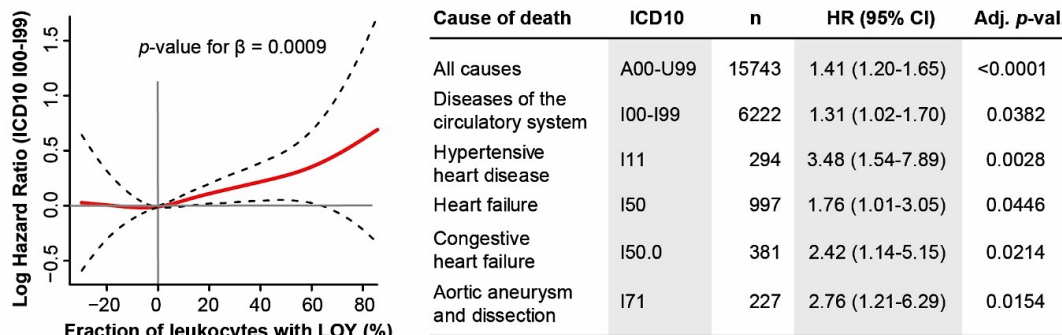 Log Hazard Ratio (ICD10 I00-I99)
1.5
1.0
0.5
0.0
−0.5
p-value for β = 0.0009
−20 0 20 40 60 80
Fraction of leukocytes with LOY (%)
Cause of death ICD10 n HR (95% CI) Adj. p-val
All causes A00-U99 15743 1.41 (1.20-1.65) <0.0001
Diseases of the
circulatory system I00-I99 6222 1.31 (1.02-1.70) 0.0382
Hypertensive
heart disease I11 294 3.48 (1.54-7.89) 0.0028
Heart failure I50 997 1.76 (1.01-3.05) 0.0446
Congestive
heart failure I50.0 381 2.42 (1.14-5.15) 0.0214
Aortic aneurysm
and dissection I71 227 2.76 (1.21-6.29) 0.0154